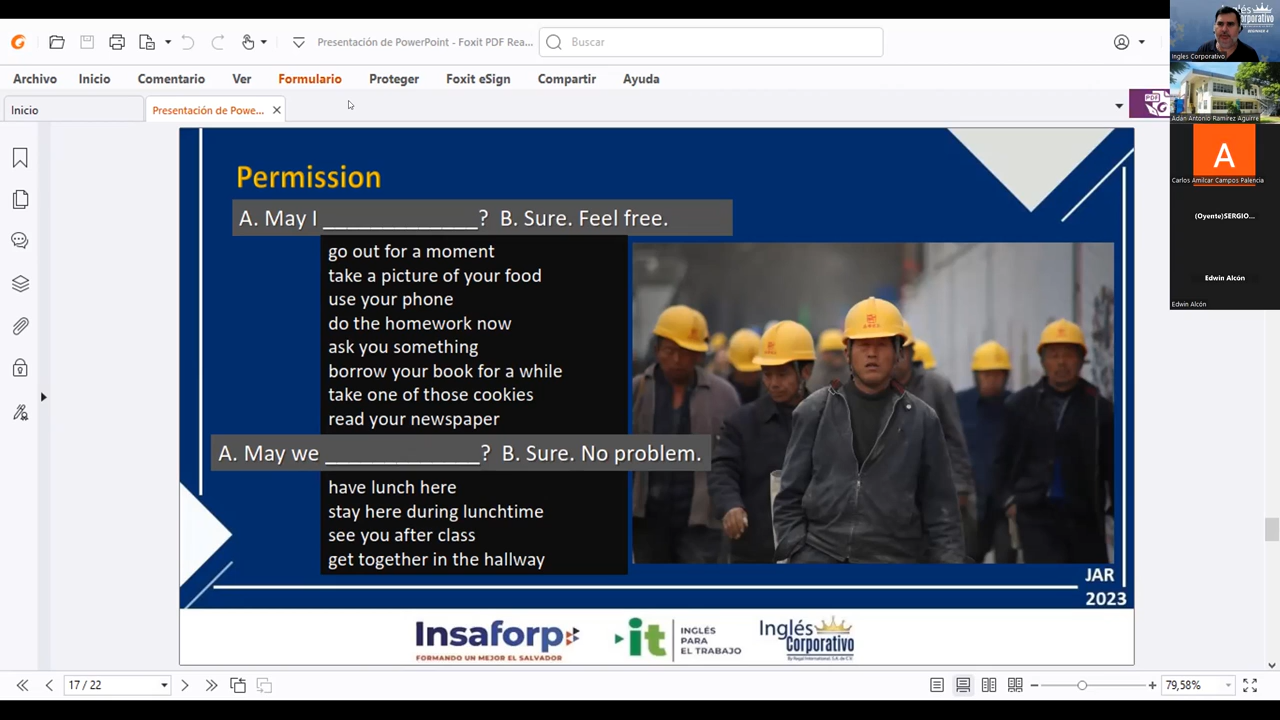 Presentación de PowerPoint - Foxit PDF Rea...
Buscar
Archivo
Inicio
Comentario
Ver
Formulario
Proteger
Foxit eSign
Compartir
Ayuda
Inicio
Presentación de Powe...
PDF
Permission
A. May I _____________? B. Sure. Feel free.
go out for a moment
take a picture of your food
use your phone
do the homework now
ask you something
borrow your book for a while
take one of those cookies
read your newspaper
A. May we _____________? B. Sure. No problem.
have lunch here
stay here during lunchtime
see you after class
get together in the hallway
JAR
2023
Insaforp
FORMANDO UN MEJOR EL SALVADOR
it
INGLÉS
PARA
EL TRABAJO
Inglés
Corporativo
17 / 22
79,58%
Inglés
Corporativo
Ingles Corporativo
Adán Antonio Ramírez Aguirre
A
Carlos Amilcar Campos Palencia
(Oyente)SERGIO...
Edwin Alcón
Edwin Alcón